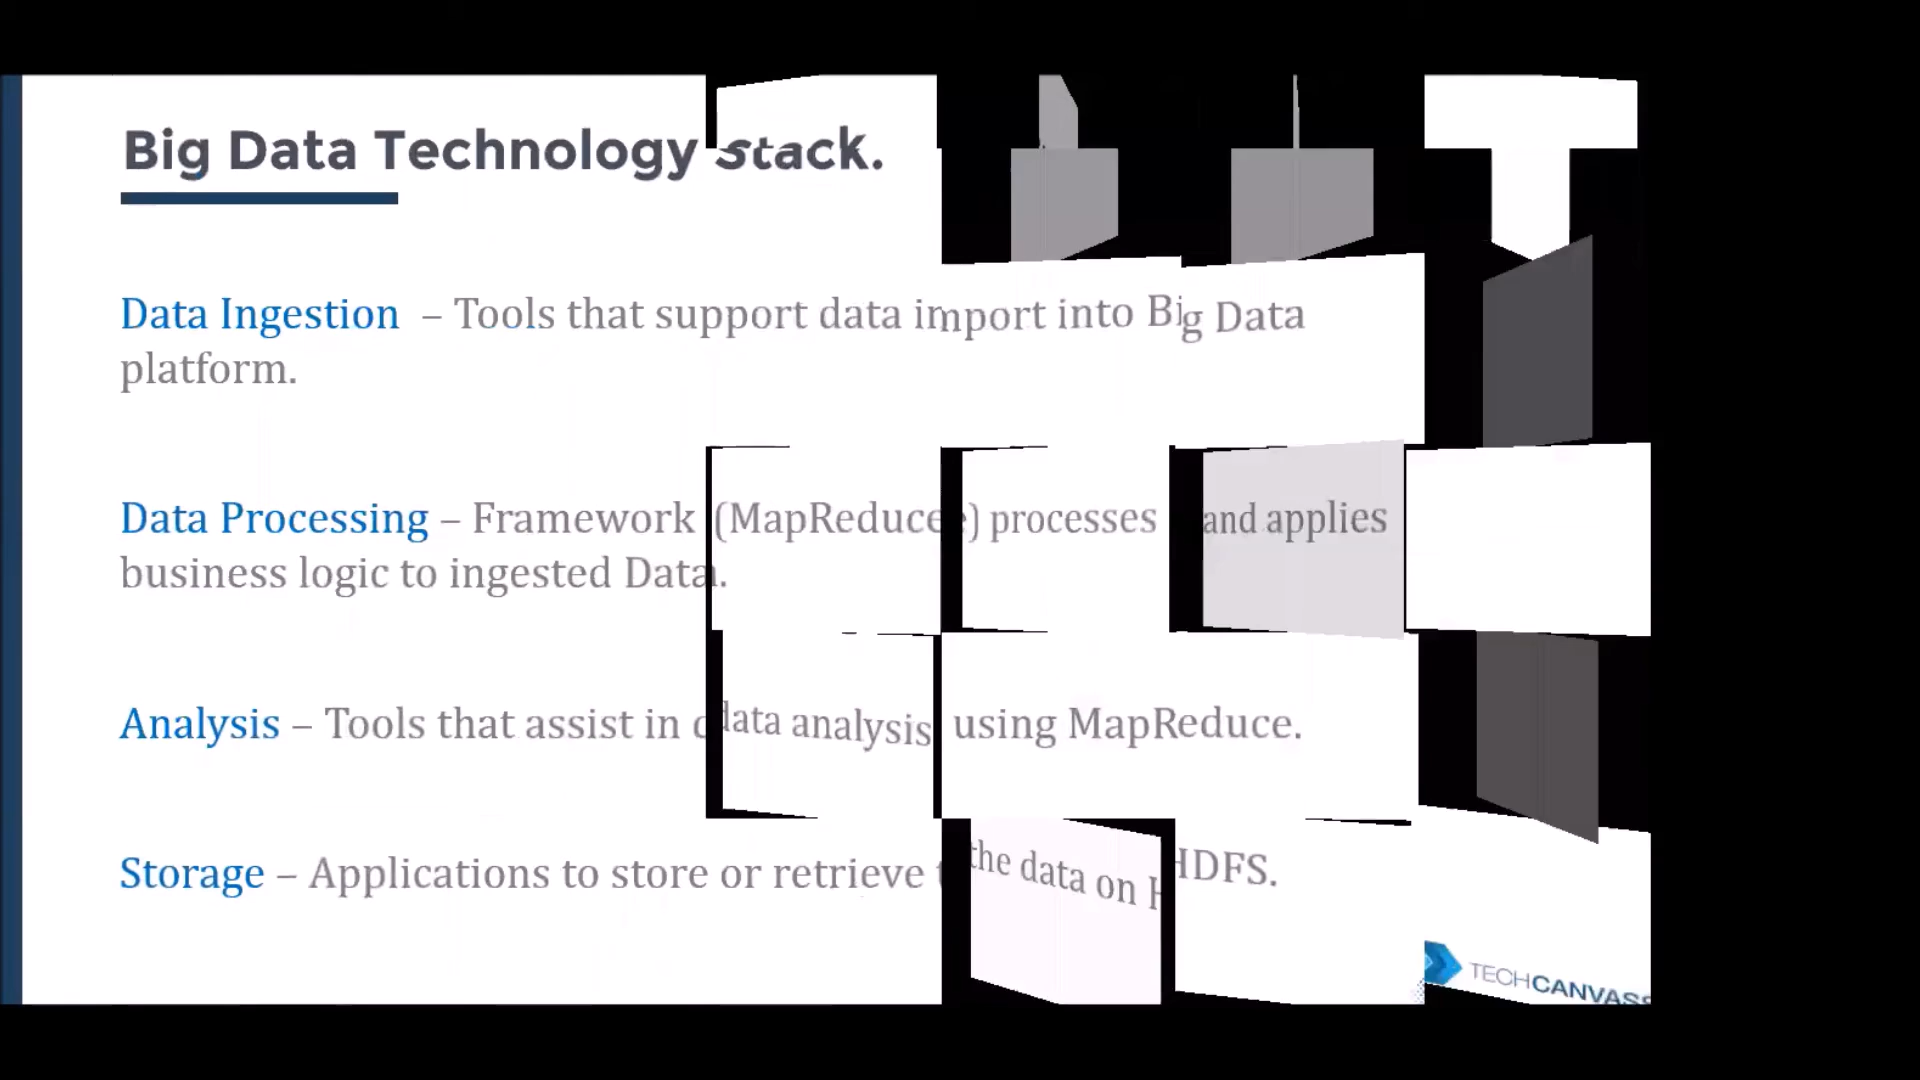 Big Data Technology Stack.
Data Ingestion – Tools that support data import into Big Data
platform.
Data Processing – Framework (MapReduce) processes and applies
business logic to ingested Data.
Analysis – Tools that assist in data analysis using MapReduce.
Storage – Applications to store or retrieve the data on HDFS.
TECHCANVASS